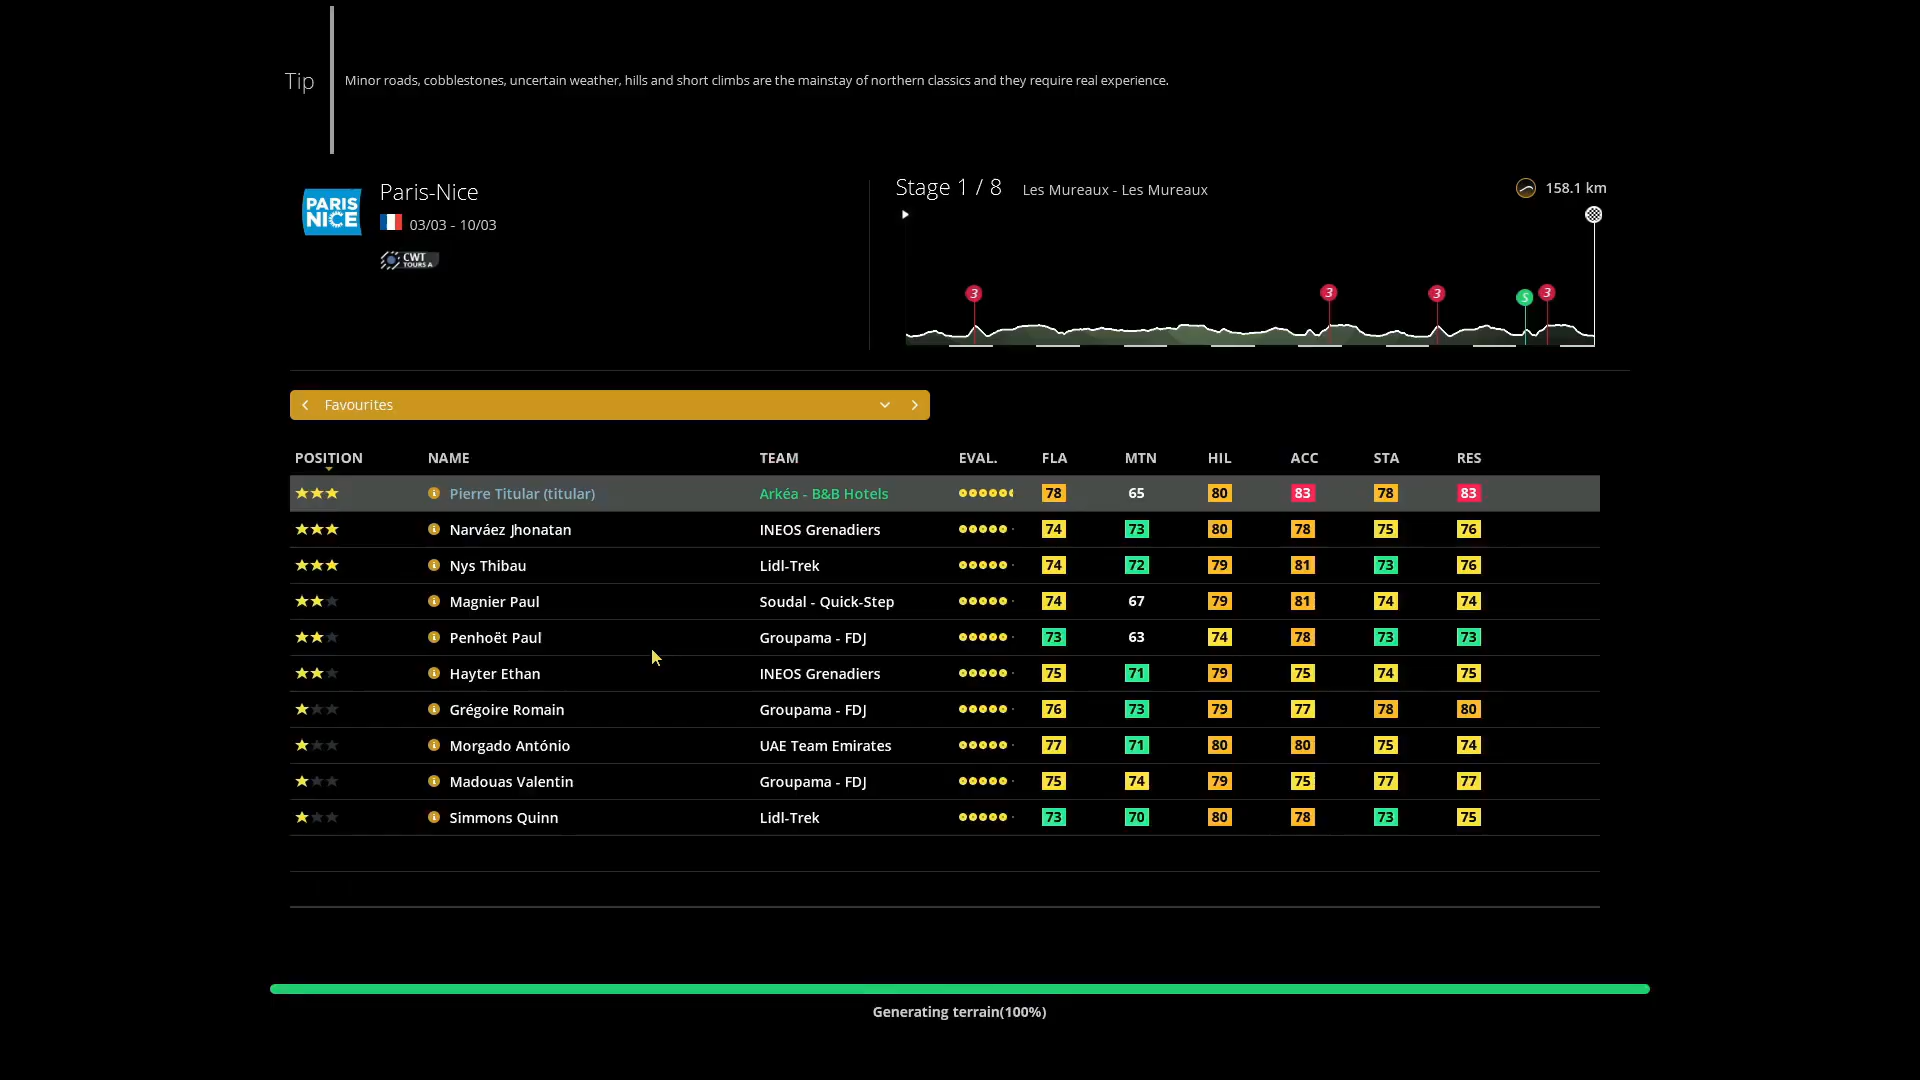 Tip
Minor roads, cobblestones, uncertain weather, hills and short climbs are the mainstay of northern classics and they require real experience.
PARIS
NICE
Paris-Nice
03/03 - 10/03
CWT
TOURS A
Stage 1 / 8 Les Mureaux - Les Mureaux 158.1 km
3 3 3 S 3
Favourites
POSITION NAME TEAM EVAL. FLA MTN HIL ACC STA RES
Pierre Titular (titular) Arkéa - B&B Hotels 78 65 80 83 78 83
Narváez Jhonatan INEOS Grenadiers 74 73 80 78 75 76
Nys Thibau Lidl-Trek 74 72 79 81 73 76
Magnier Paul Soudal - Quick-Step 74 67 79 81 74 74
Penhoët Paul Groupama - FDJ 73 63 74 78 73 73
Hayter Ethan INEOS Grenadiers 75 71 79 75 74 75
Grégoire Romain Groupama - FDJ 76 73 79 77 78 80
Morgado António UAE Team Emirates 77 71 80 80 75 74
Madouas Valentin Groupama - FDJ 75 74 79 75 77 77
Simmons Quinn Lidl-Trek 73 70 80 78 73 75
Generating terrain(100%)